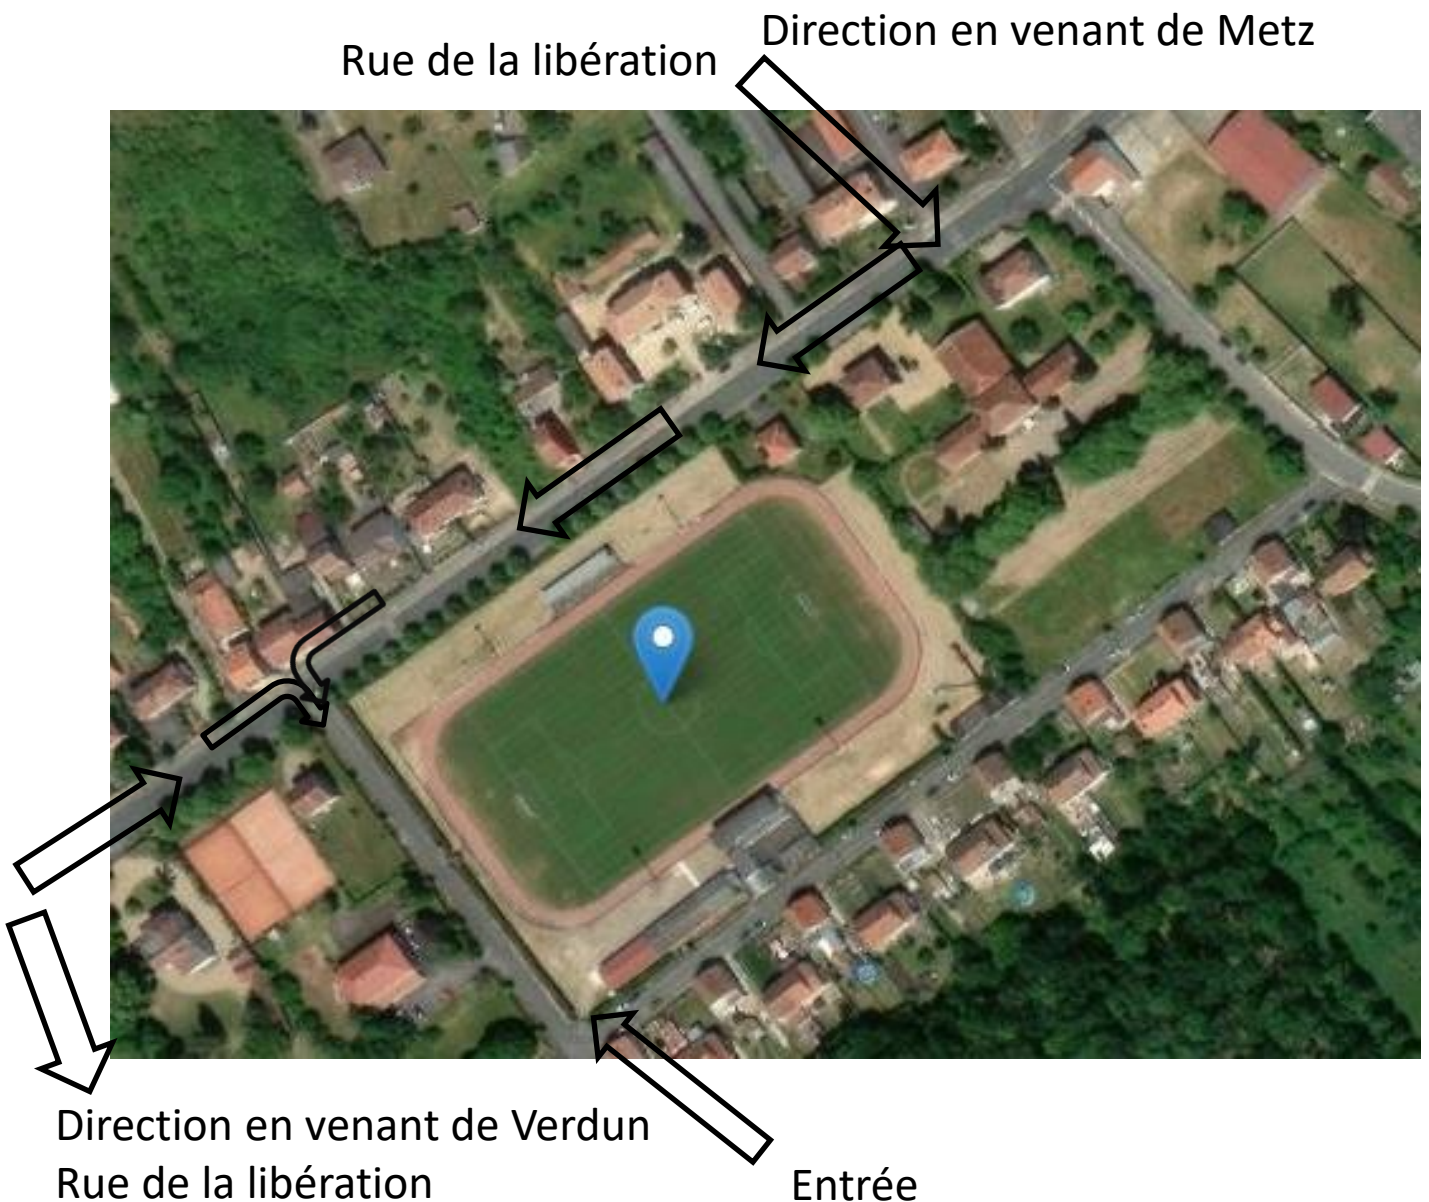 Direction en venant de Metz
Rue de la libération
Direction en venant de Verdun
Rue de la libération
Entrée